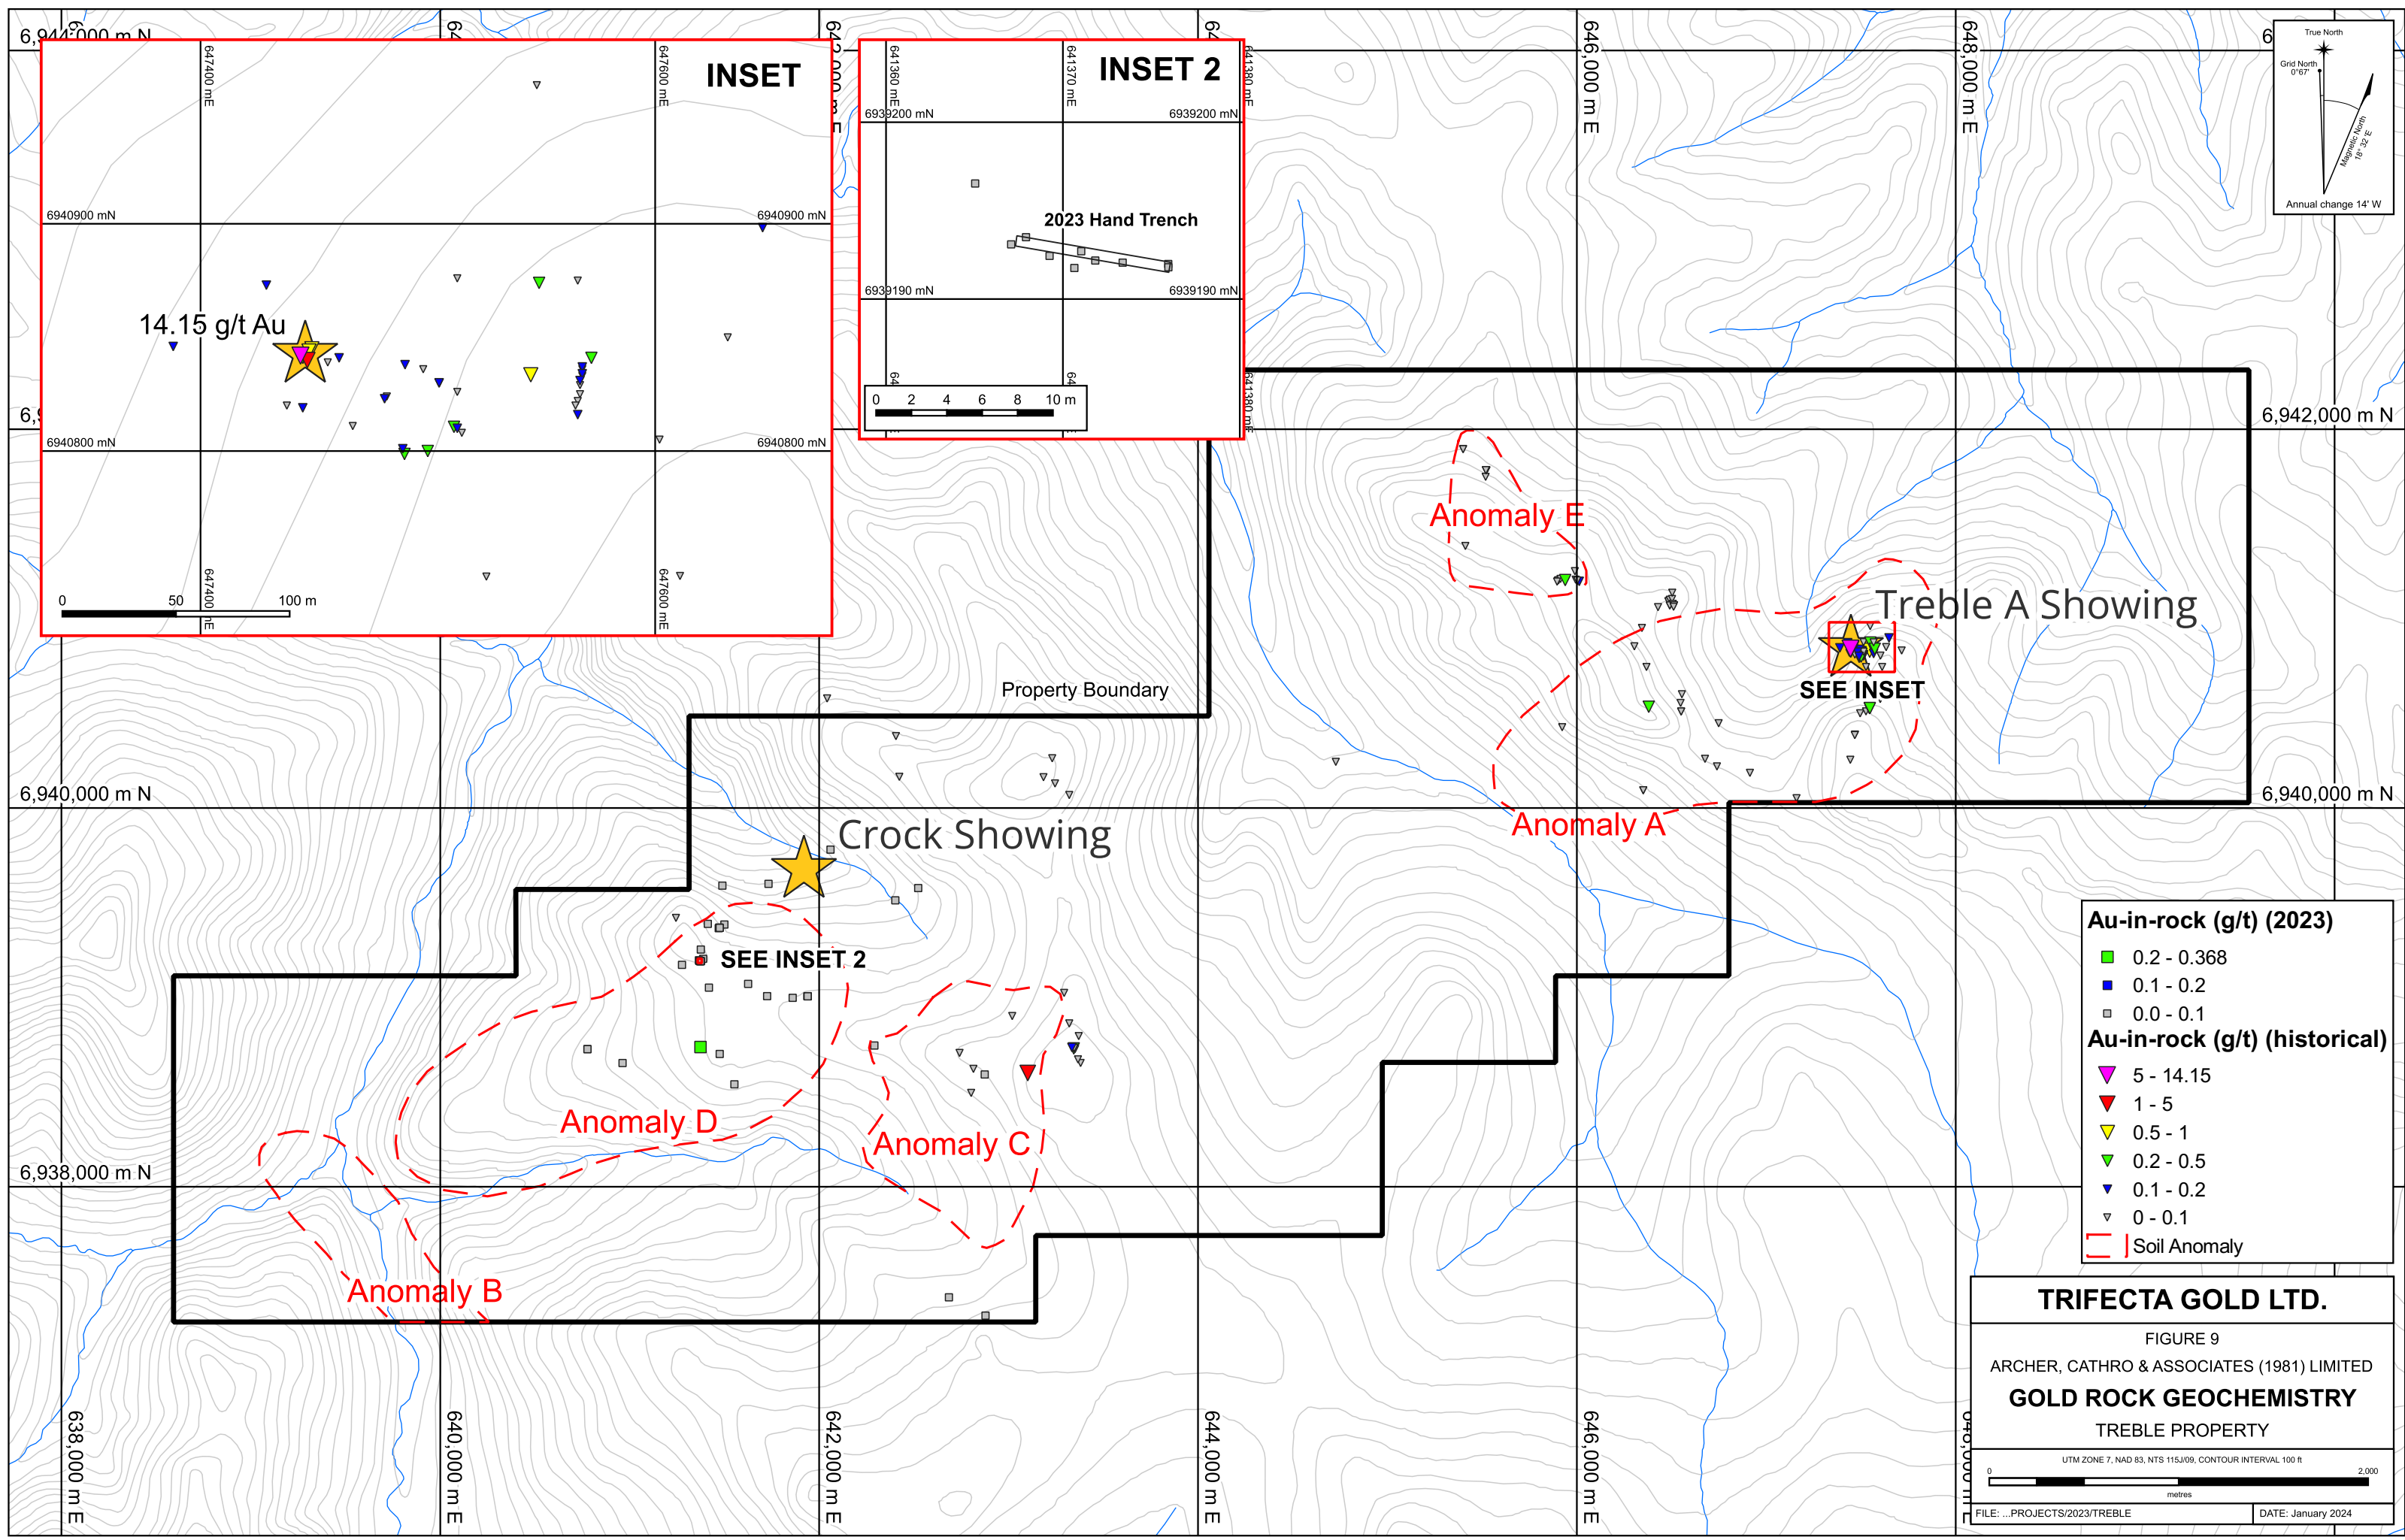 6,944,000 m N
INSET
647400 mE
647600 mE
6940900 mN
6940900 mN
14.15 g/t Au
6940800 mN
6940800 mN
647400 mE
647600 mE
0 50 100 m
INSET 2
641360 mE
641370 mE
641380 mE
6939200 mN
6939200 mN
2023 Hand Trench
6939190 mN
6939190 mN
641380 mE
0 2 4 6 8 10 m
646,000 m E
648,000 m E
True North
Grid North
0°67'
Magnetic North
18° 32 'E
Annual change 14' W
6,942,000 m N
Anomaly E
Treble A Showing
SEE INSET
Property Boundary
6,940,000 m N
6,940,000 m N
Anomaly A
Crock Showing
SEE INSET 2
Anomaly D
Anomaly C
6,938,000 m N
Anomaly B
638,000 m E
640,000 m E
642,000 m E
644,000 m E
646,000 m E
Au-in-rock (g/t) (2023)
0.2 - 0.368
0.1 - 0.2
0.0 - 0.1
Au-in-rock (g/t) (historical)
5 - 14.15
1 - 5
0.5 - 1
0.2 - 0.5
0.1 - 0.2
0 - 0.1
Soil Anomaly
TRIFECTA GOLD LTD.
FIGURE 9
ARCHER, CATHRO & ASSOCIATES (1981) LIMITED
GOLD ROCK GEOCHEMISTRY
TREBLE PROPERTY
UTM ZONE 7, NAD 83, NTS 115J/09, CONTOUR INTERVAL 100 ft
0 2,000
metres
FILE: ...PROJECTS/2023/TREBLE
DATE: January 2024